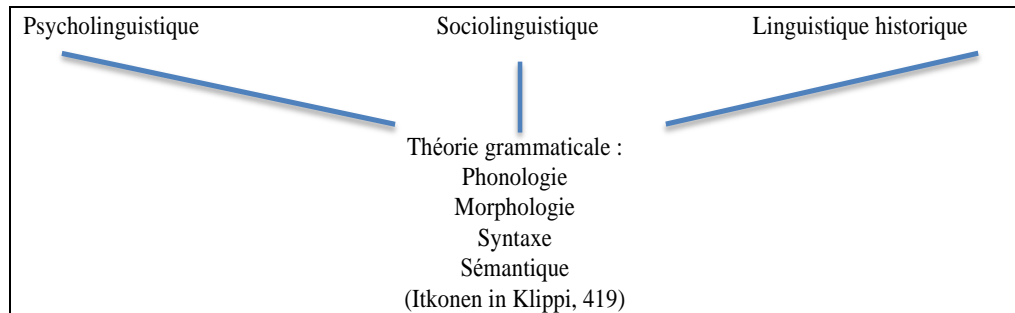 Psycholinguistique Sociolinguistique Linguistique historique
Théorie grammaticale :
Phonologie
Morphologie
Syntaxe
Sémantique
(Itkonen in Klippi, 419)